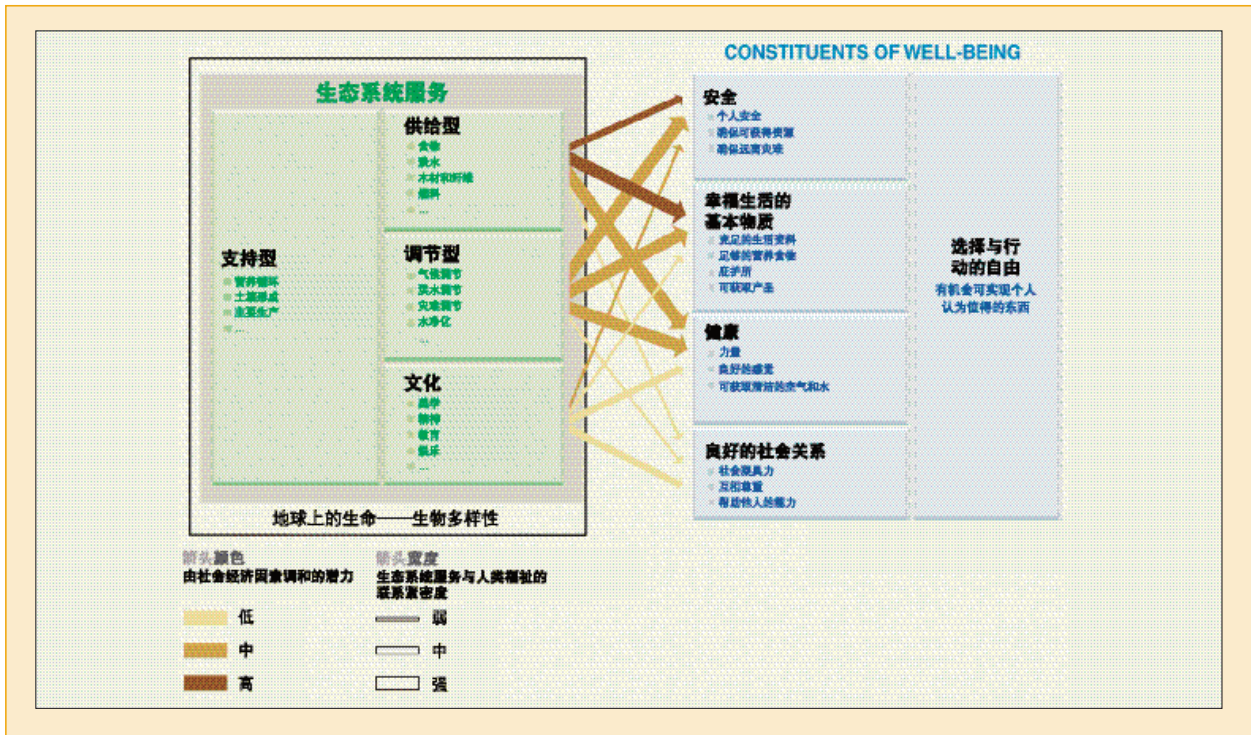 CONSTITUENTS OF WELL-BEING
生态系统服务
支持型
营养循环
土壤形成
主要生产
...
供给型
食物
淡水
木材和纤维
燃料
...
调节型
气候调节
洪水调节
灾难调节
水净化
...
文化
美学
精神
教育
娱乐
...
地球上的生命——生物多样性
安全
个人安全
确保可获得资源
确保远离灾难
幸福生活的
基本物质
充足的生活资料
足够的营养食物
庇护所
可获取产品
健康
力量
良好的感觉
可获取清洁的空气和水
良好的社会关系
社会凝具力
互相尊重
帮助他人的能力
选择与行
动的自由
有机会可实现个人
认为值得的东西
箭头颜色
由社会经济因素调和的潜力
低
中
高
箭头宽度
生态系统服务与人类福祉的
联系紧密度
弱
中
强